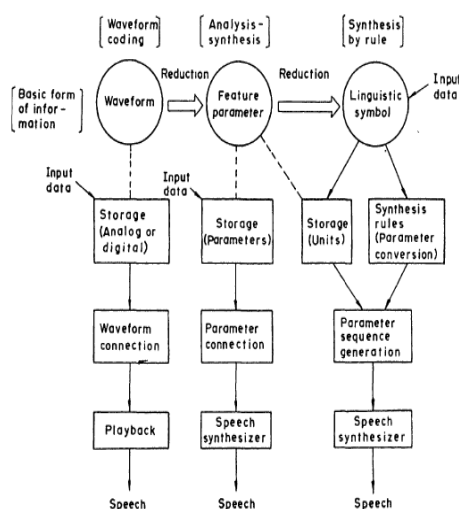 [Waveform coding]
[Analysis-synthesis]
[Synthesis by rule]
[Basic form of infor-mation]
Waveform
Reduction
Feature parameter
Reduction
Linguistic symbol
Input data
Input data
Storage
(Analog or
digital)
Input data
Storage
(Parameters)
Storage
(Units)
Synthesis
rules
(Parameter
conversion)
Waveform
connection
Parameter
connection
Parameter
sequence
generation
Playback
Speech
synthesizer
Speech
synthesizer
Speech
Speech
Speech